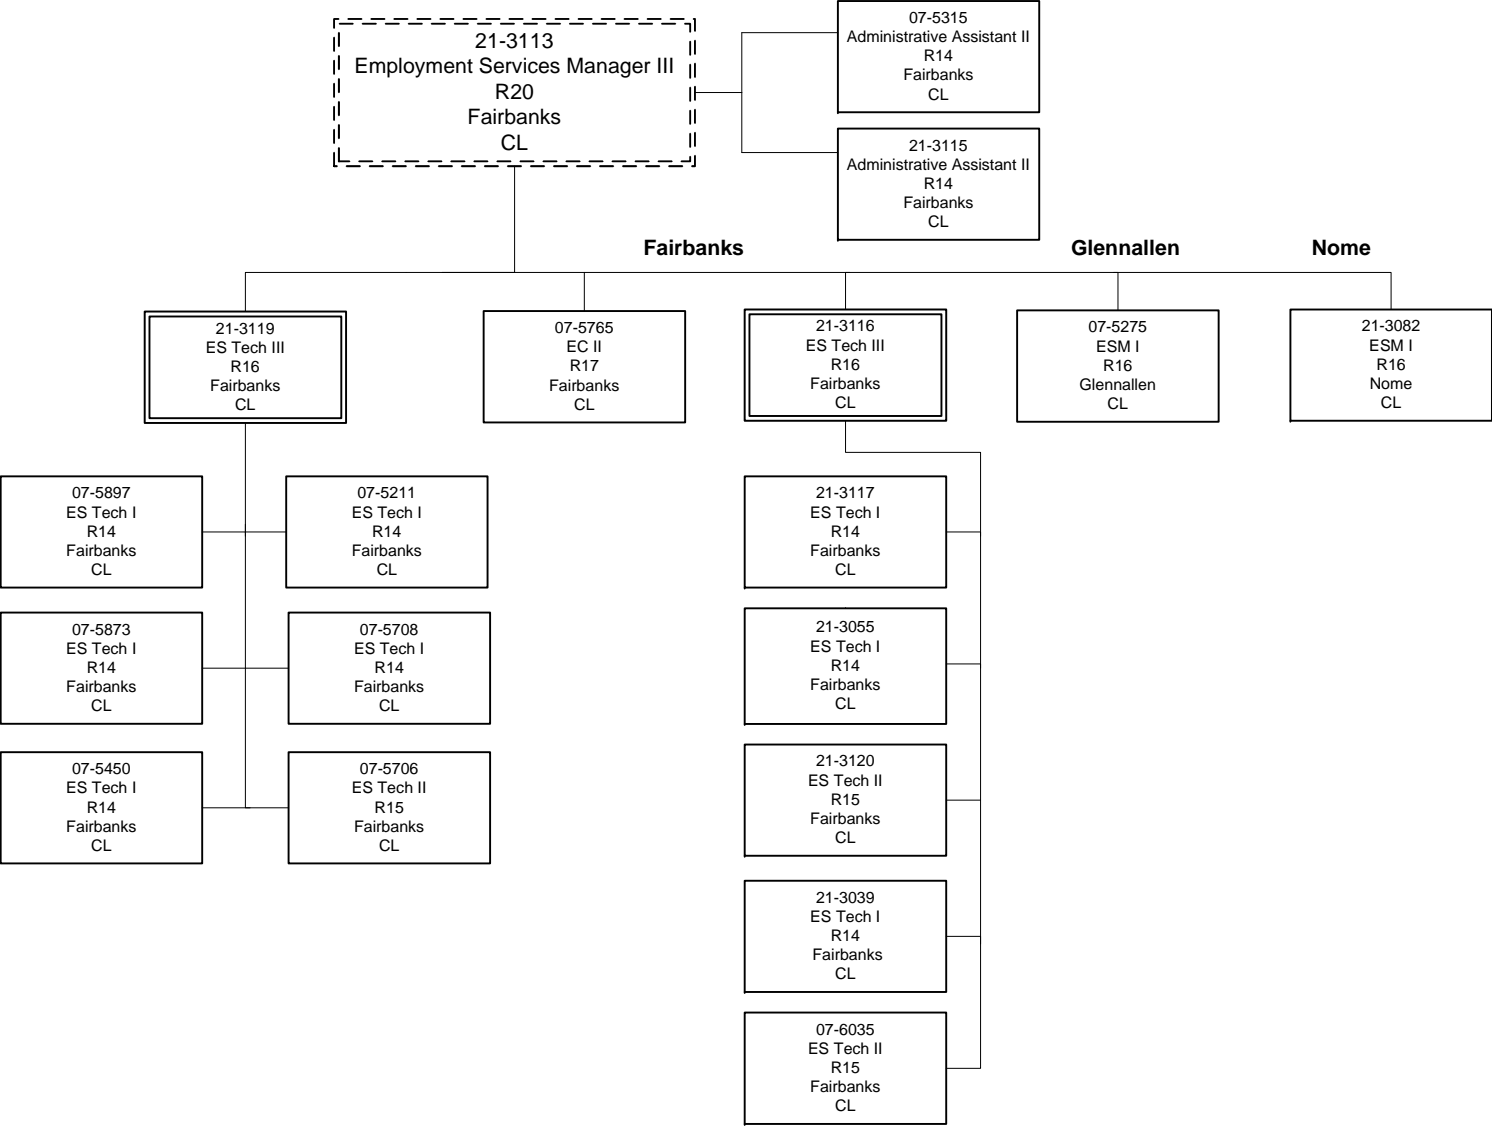 21-3113
Employment Services Manager III
R20
Fairbanks
CL
07-5315
Administrative Assistant II
R14
Fairbanks
CL
21-3115
Administrative Assistant II
R14
Fairbanks
CL
Fairbanks
Glennallen
Nome
21-3119
ES Tech III
R16
Fairbanks
CL
07-5765
EC II
R17
Fairbanks
CL
21-3116
ES Tech III
R16
Fairbanks
CL
07-5275
ESM I
R16
Glennallen
CL
21-3082
ESM I
R16
Nome
CL
07-5897
ES Tech I
R14
Fairbanks
CL
07-5211
ES Tech I
R14
Fairbanks
CL
21-3117
ES Tech I
R14
Fairbanks
CL
07-5873
ES Tech I
R14
Fairbanks
CL
07-5708
ES Tech I
R14
Fairbanks
CL
21-3055
ES Tech I
R14
Fairbanks
CL
07-5450
ES Tech I
R14
Fairbanks
CL
07-5706
ES Tech II
R15
Fairbanks
CL
21-3120
ES Tech II
R15
Fairbanks
CL
21-3039
ES Tech I
R14
Fairbanks
CL
07-6035
ES Tech II
R15
Fairbanks
CL